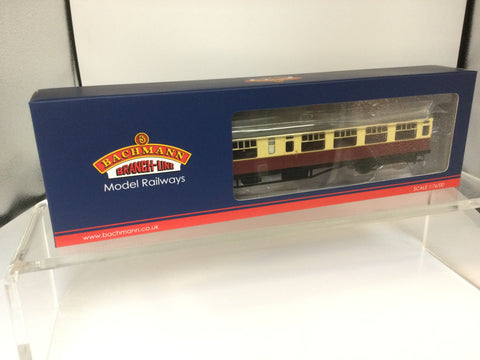 BACHMANN
BRANCH-LINE
Model Railways
www.bachmann.co.uk
SCALE 1:76/00